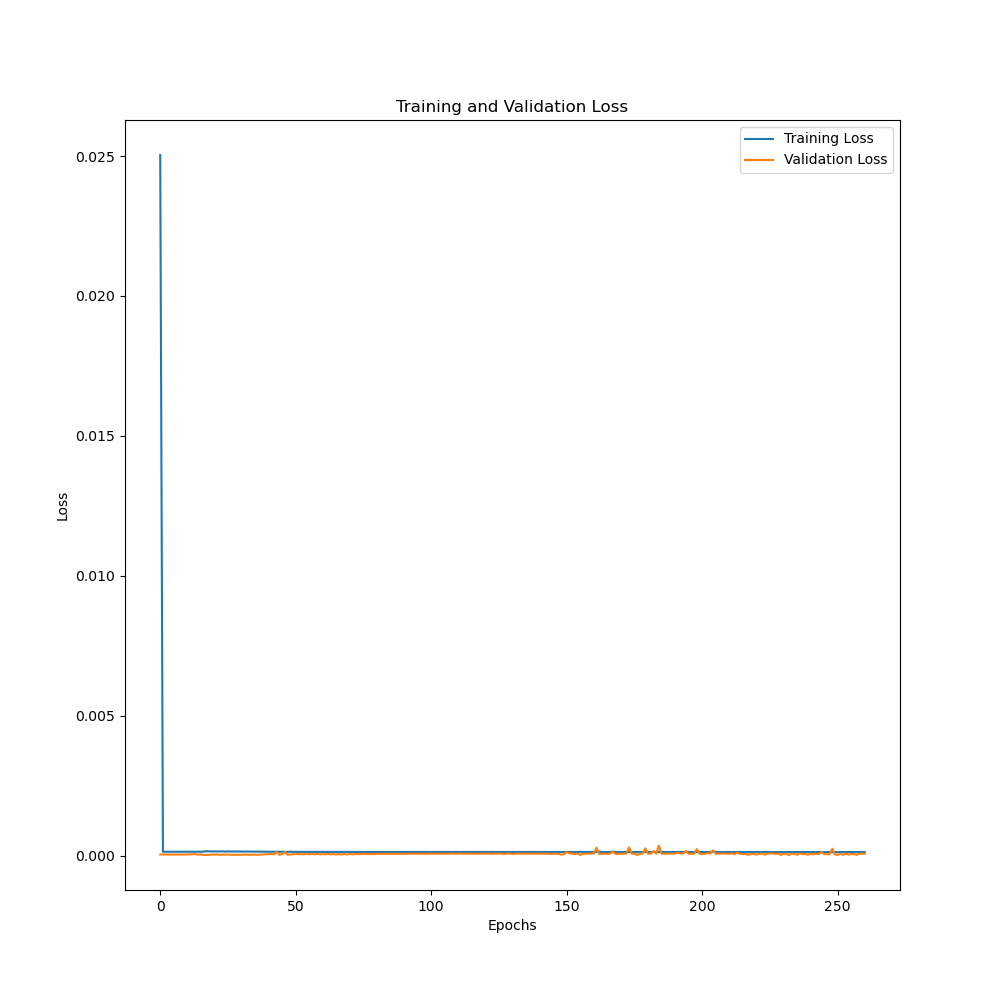 Training and Validation Loss
Training Loss
Validation Loss
0.025
0.020
0.015
0.010
0.005
0.000
Loss
0 50 100 150 200 250
Epochs